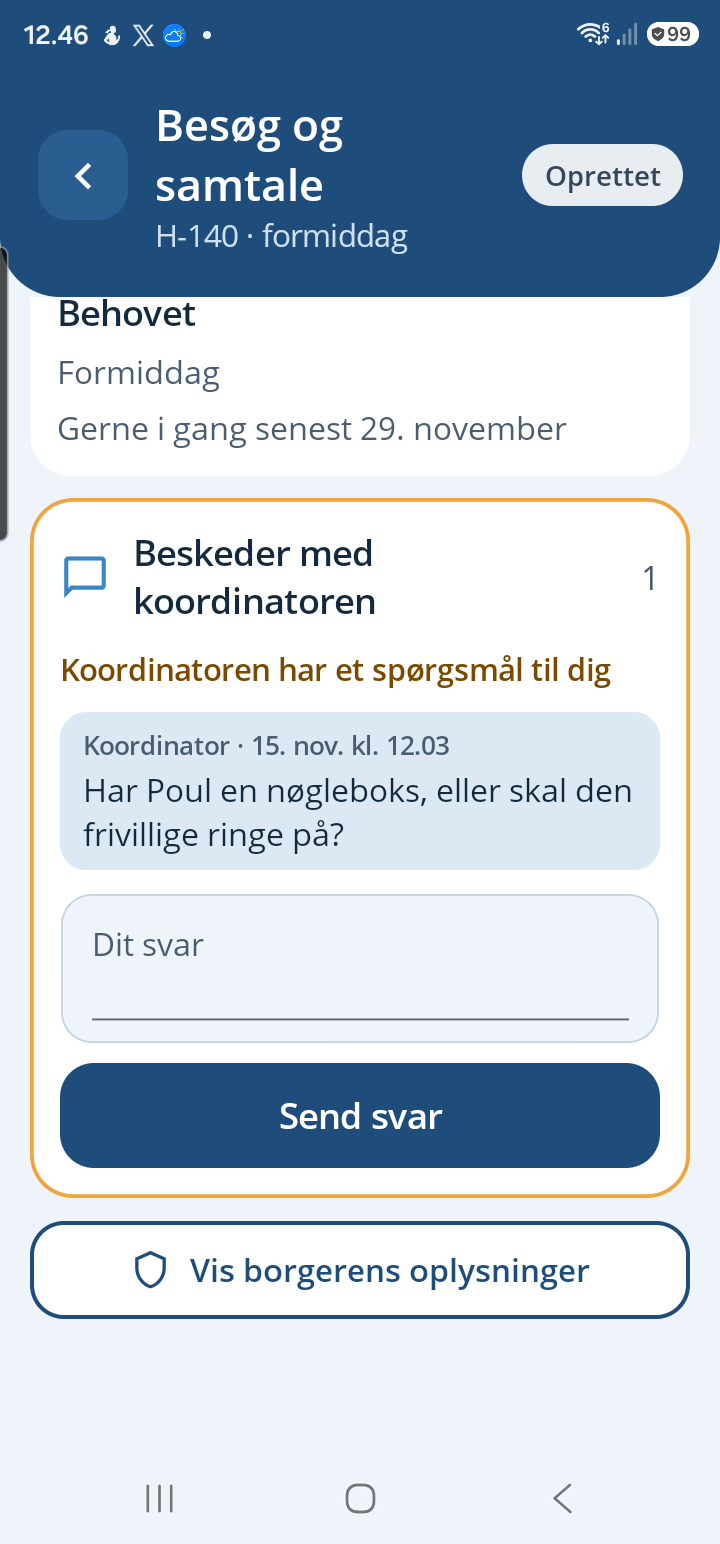 12.46
6
99
Besøg og
samtale
Oprettet
H-140 · formiddag
Behovet
Formiddag
Gerne i gang senest 29. november
Beskeder med
koordinatoren
1
Koordinatoren har et spørgsmål til dig
Koordinator · 15. nov. kl. 12.03
Har Poul en nøgleboks, eller skal den
frivillige ringe på?
Dit svar
Send svar
Vis borgerens oplysninger